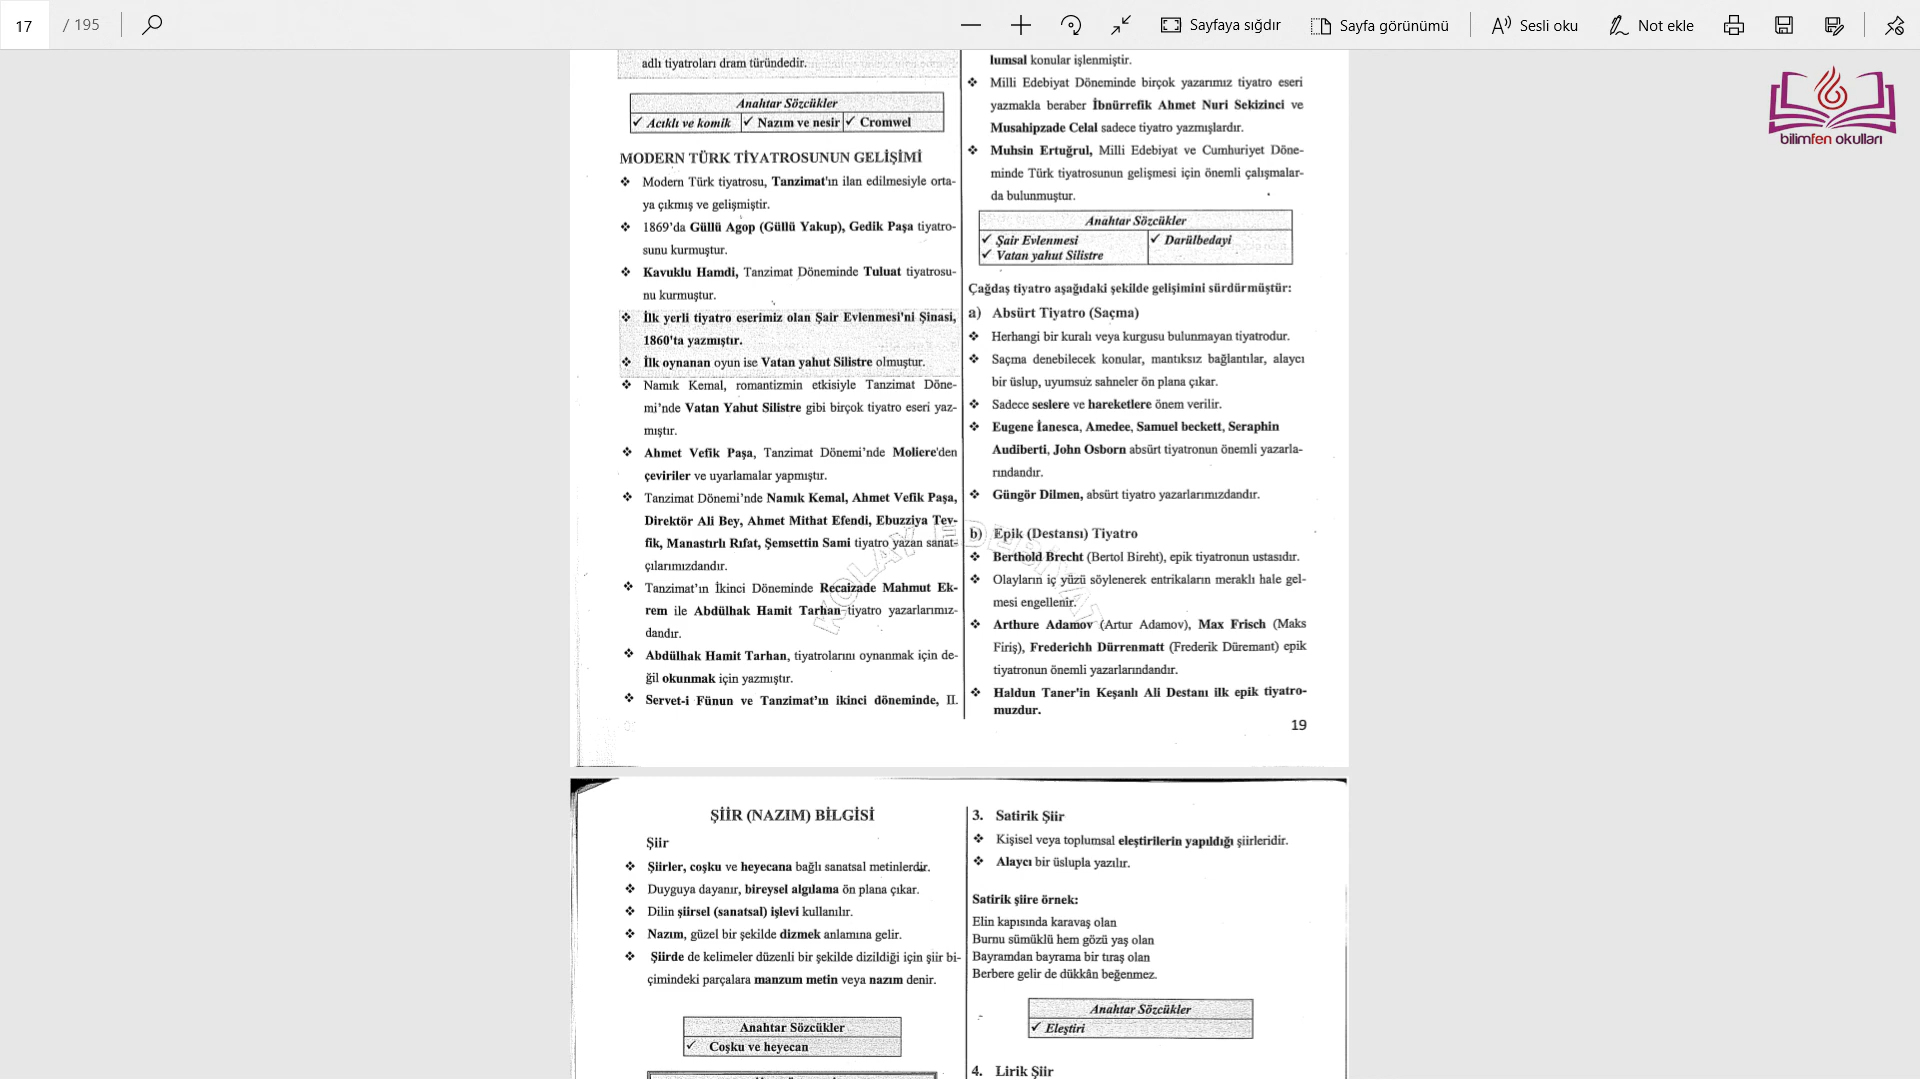 17
/ 195
Sayfaya sığdır
Sayfa görünümü
Sesli oku
Not ekle
bilimfen okulları
adlı tiyatroları dram türündedir.
Anahtar Sözcükler
✓ Acıklı ve komik ✓ Nazım ve nesir ✓ Cromwel
MODERN TÜRK TİYATROSUNUN GELİŞİMİ
❖ Modern Türk tiyatrosu, Tanzimat'ın ilan edilmesiyle orta-
ya çıkmış ve gelişmiştir.
❖ 1869’da Güllü Agop (Güllü Yakup), Gedik Paşa tiyatro-
sunu kurmuştur.
❖ Kavuklu Hamdi, Tanzimat Döneminde Tuluat tiyatrosu-
nu kurmuştur.
❖ İlk yerli tiyatro eserimiz olan Şair Evlenmesi'ni Şinasi,
1860'ta yazmıştır.
❖ İlk oynanan oyun ise Vatan yahut Silistre olmuştur.
❖ Namık Kemal, romantizmin etkisiyle Tanzimat Döne-
mi’nde Vatan Yahut Silistre gibi birçok tiyatro eseri yaz-
mıştır.
❖ Ahmet Vefik Paşa, Tanzimat Dönemi’nde Moliere'den
çeviriler ve uyarlamalar yapmıştır.
❖ Tanzimat Dönemi’nde Namık Kemal, Ahmet Vefik Paşa,
Direktör Ali Bey, Ahmet Mithat Efendi, Ebuzziya Tev-
fik, Manastırlı Rıfat, Şemsettin Sami tiyatro yazan sanat-
çılarımızdandır.
❖ Tanzimat’ın İkinci Döneminde Recaizade Mahmut Ek-
rem ile Abdülhak Hamit Tarhan tiyatro yazarlarımız-
dandır.
❖ Abdülhak Hamit Tarhan, tiyatrolarını oynanmak için de-
ğil okunmak için yazmıştır.
❖ Servet-i Fünun ve Tanzimat’ın ikinci döneminde, II.
lumsal konular işlenmiştir.
❖ Milli Edebiyat Döneminde birçok yazarımız tiyatro eseri
yazmakla beraber İbnürrefik Ahmet Nuri Sekizinci ve
Musahipzade Celal sadece tiyatro yazmışlardır.
❖ Muhsin Ertuğrul, Milli Edebiyat ve Cumhuriyet Döne-
minde Türk tiyatrosunun gelişmesi için önemli çalışmalar-
da bulunmuştur.
Anahtar Sözcükler
✓ Şair Evlenmesi ✓ Darülbedayi
✓ Vatan yahut Silistre
Çağdaş tiyatro aşağıdaki şekilde gelişimini sürdürmüştür:
a) Absürt Tiyatro (Saçma)
❖ Herhangi bir kuralı veya kurgusu bulunmayan tiyatrodur.
❖ Saçma denebilecek konular, mantıksız bağlantılar, alaycı
bir üslup, uyumsuz sahneler ön plana çıkar.
❖ Sadece seslere ve hareketlere önem verilir.
❖ Eugene İanesca, Amedee, Samuel beckett, Seraphin
Audiberti, John Osborn absürt tiyatronun önemli yazarla-
rındandır.
❖ Güngör Dilmen, absürt tiyatro yazarlarımızdandır.
b) Epik (Destansı) Tiyatro
❖ Berthold Brecht (Bertol Bireht), epik tiyatronun ustasıdır.
❖ Olayların iç yüzü söylenerek entrikaların meraklı hale gel-
mesi engellenir.
❖ Arthure Adamov (Artur Adamov), Max Frisch (Maks
Firiş), Frederichh Dürrenmatt (Frederik Düremant) epik
tiyatronun önemli yazarlarındandır.
❖ Haldun Taner'in Keşanlı Ali Destanı ilk epik tiyatro-
muzdur.
KOLAY EDEBİYAT
19
ŞİİR (NAZIM) BİLGİSİ
Şiir
❖ Şiirler, coşku ve heyecana bağlı sanatsal metinlerdir.
❖ Duyguya dayanır, bireysel algılama ön plana çıkar.
❖ Dilin şiirsel (sanatsal) işlevi kullanılır.
❖ Nazım, güzel bir şekilde dizmek anlamına gelir.
❖ Şiirde de kelimeler düzenli bir şekilde dizildiği için şiir bi-
çimindeki parçalara manzum metin veya nazım denir.
Anahtar Sözcükler
✓ Coşku ve heyecan
3. Satirik Şiir
❖ Kişisel veya toplumsal eleştirilerin yapıldığı şiirleridir.
❖ Alaycı bir üslupla yazılır.
Satirik şiire örnek:
Elin kapısında karavaş olan
Burnu sümüklü hem gözü yaş olan
Bayramdan bayrama bir tıraş olan
Berbere gelir de dükkân beğenmez.
Anahtar Sözcükler
✓ Eleştiri
4. Lirik Şiir